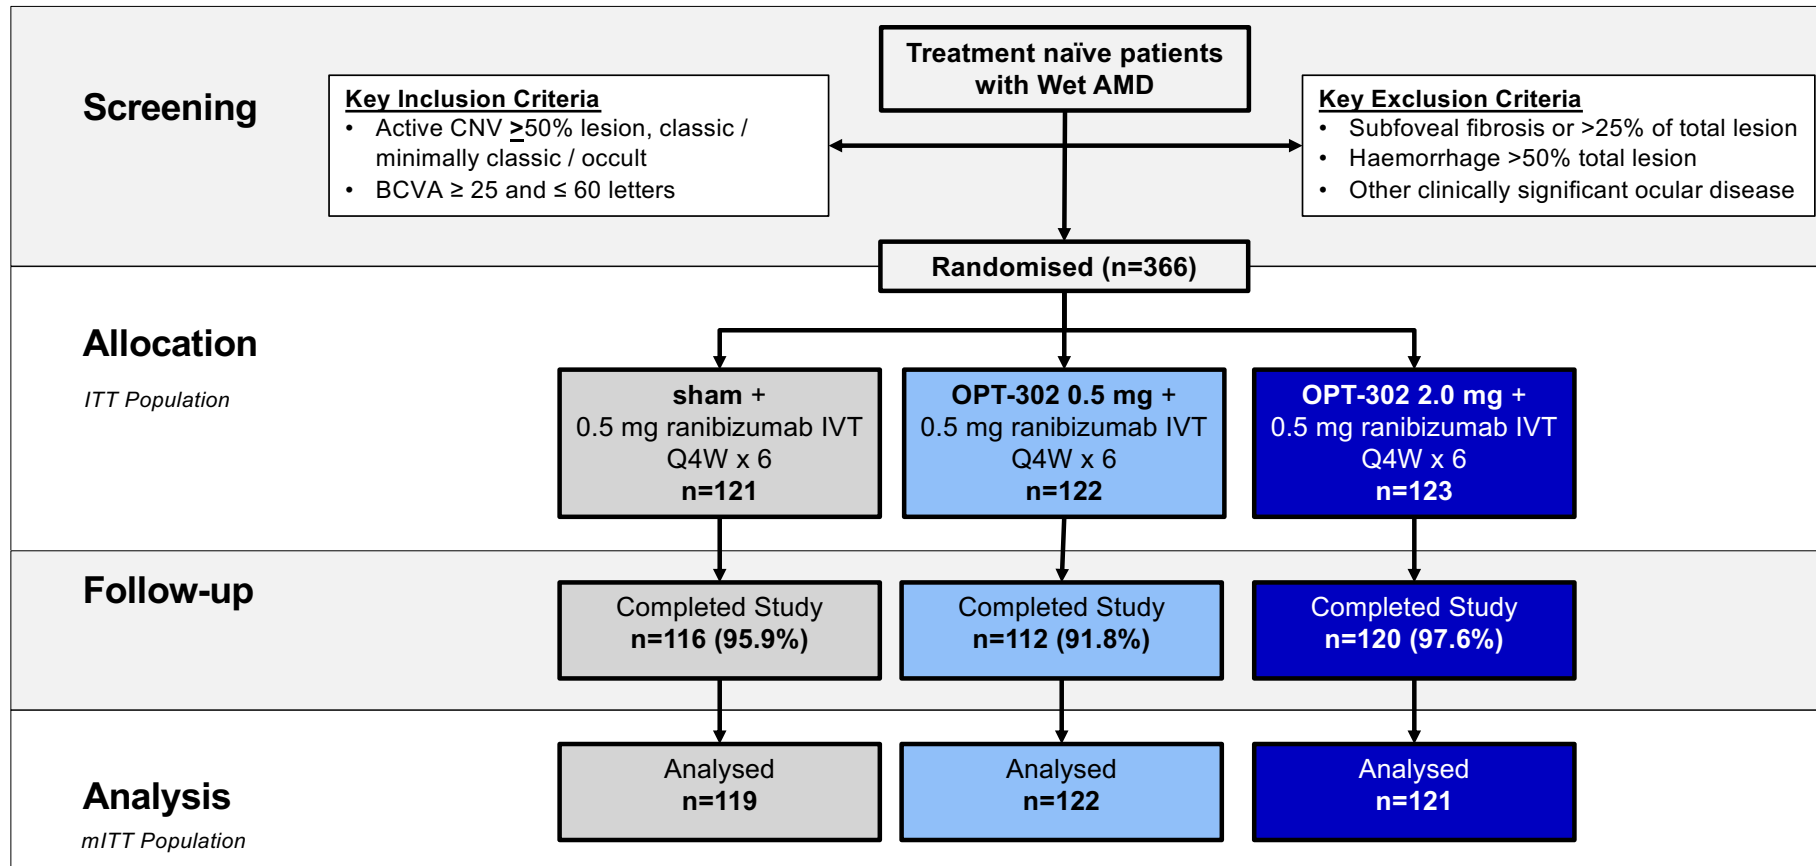 Treatment naïve patients
with Wet AMD
Screening
Key Inclusion Criteria
• Active CNV ≥50% lesion, classic /
minimally classic / occult
• BCVA ≥ 25 and ≤ 60 letters
Key Exclusion Criteria
• Subfoveal fibrosis or >25% of total lesion
• Haemorrhage >50% total lesion
• Other clinically significant ocular disease
Randomised (n=366)
Allocation
ITT Population
sham +
0.5 mg ranibizumab IVT
Q4W x 6
n=121
OPT-302 0.5 mg +
0.5 mg ranibizumab IVT
Q4W x 6
n=122
OPT-302 2.0 mg +
0.5 mg ranibizumab IVT
Q4W x 6
n=123
Follow-up
Completed Study
n=116 (95.9%)
Completed Study
n=112 (91.8%)
Completed Study
n=120 (97.6%)
Analysis
mITT Population
Analysed
n=119
Analysed
n=122
Analysed
n=121